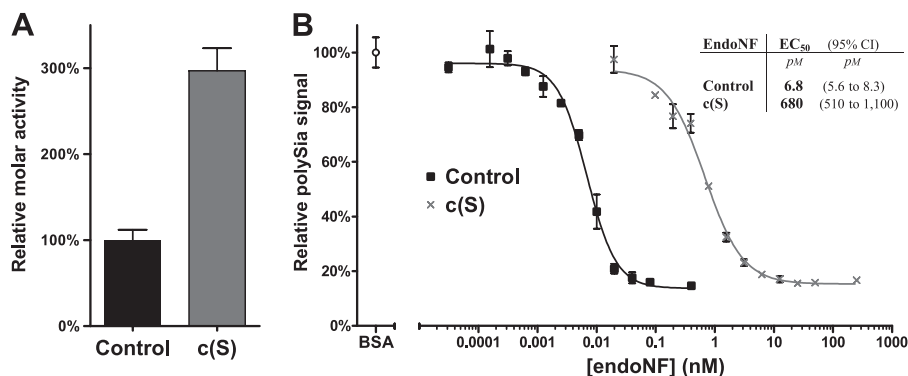 A
Relative molar activity
300%
200%
100%
0%
Control c(S)
B
Relative polySia signal
100%
80%
60%
40%
20%
0%
BSA
Control
c(S)
0.0001 0.001 0.01 0.1 1 10 100
[endoNF] (nM)
EndoNF EC50 (95% CI)
pM pM
Control 6.8 (5.6 to 8.3)
c(S) 680 (510 to 1,100)